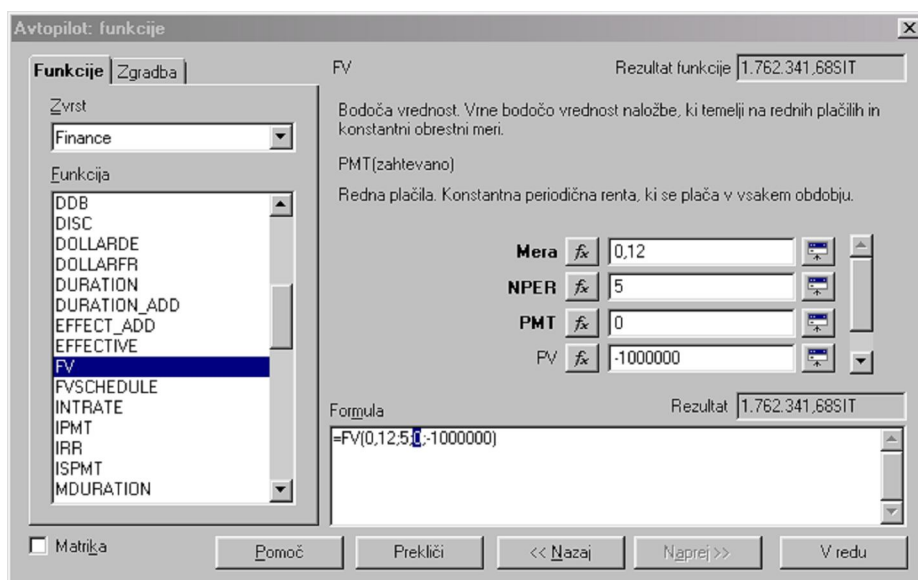 Avtopilot: funkcije
Funkcije Zgradba
Zvrst
Finance
Funkcija
DDB
DISC
DOLLARDE
DOLLARFR
DURATION
DURATION_ADD
EFFECT_ADD
EFFECTIVE
FV
FVSCHEDULE
INTRATE
IPMT
IRR
ISPMT
MDURATION
Matrika
FV Rezultat funkcije 1.762.341,68SIT
Bodoča vrednost. Vrne bodočo vrednost naložbe, ki temelji na rednih plačilih in
konstantni obrestni meri.
PMT(zahtevano)
Redna plačila. Konstantna periodična renta, ki se plača v vsakem obdobju.
Mera fx 0,12
NPER fx 5
PMT fx 0
PV fx -1000000
Formula Rezultat 1.762.341,68SIT
=FV(0,12;5;0;-1000000)
Pomoč Prekliči << Nazaj Naprej >> V redu